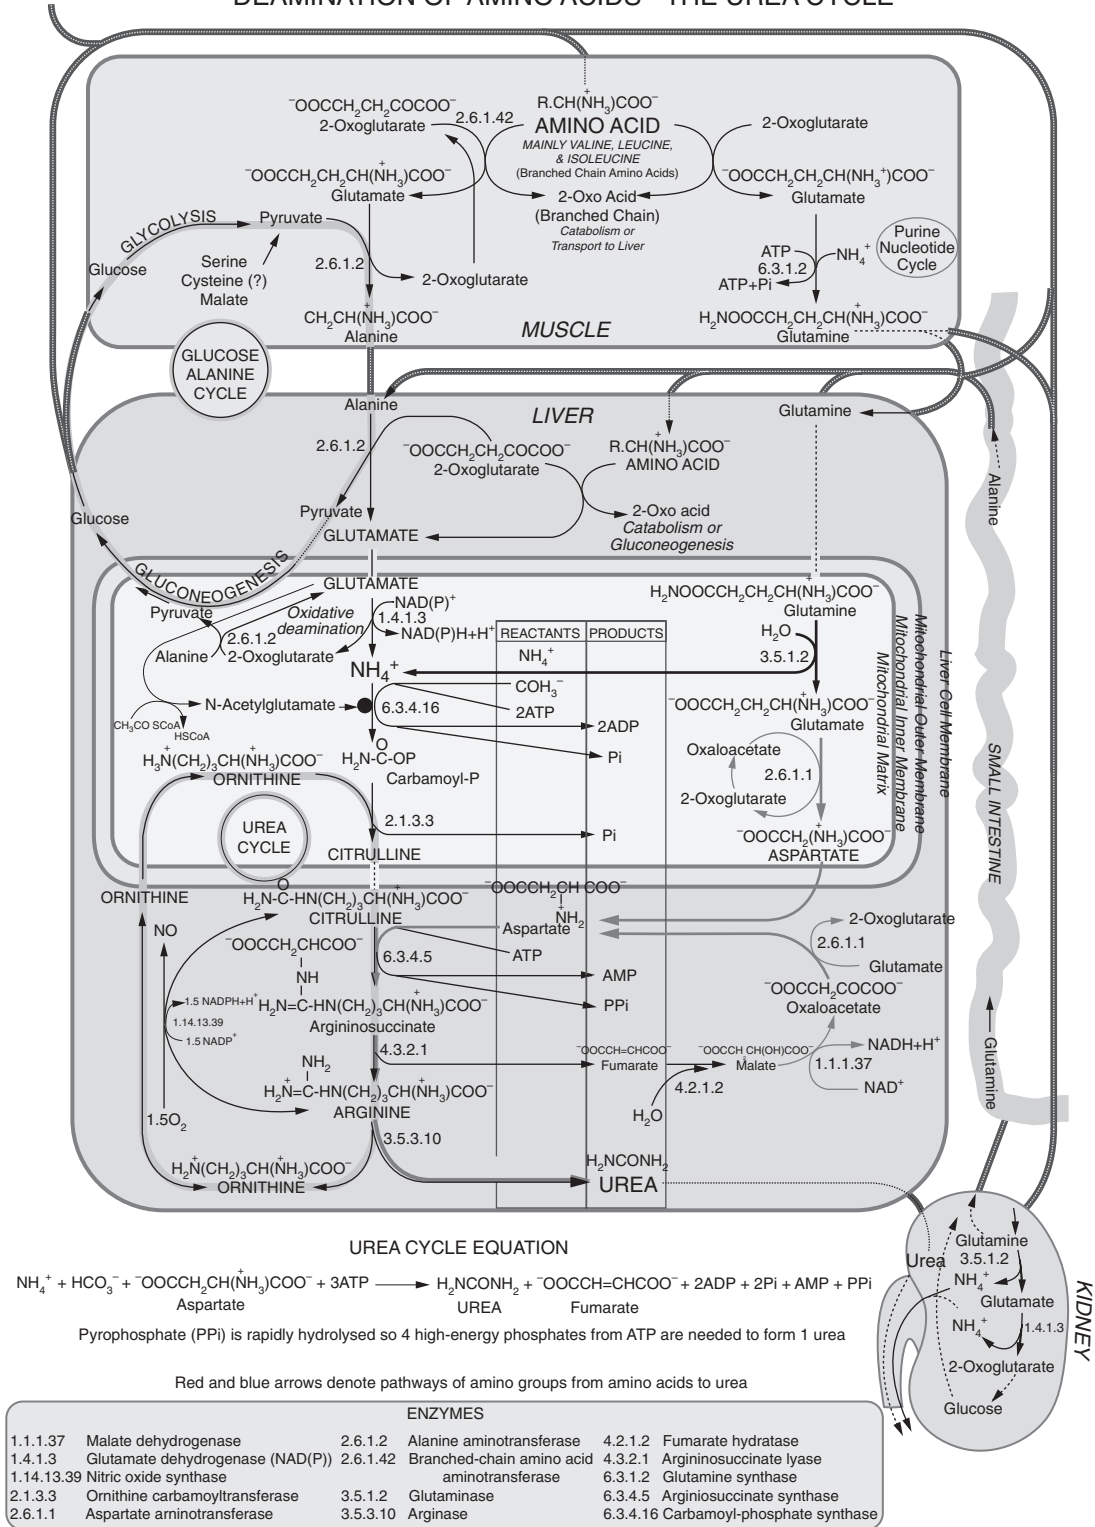 DEAMINATION OF AMINO ACIDS - THE UREA CYCLE
⁻OOCCH₂CH₂COCOO⁻
2-Oxoglutarate
2.6.1.42
R.CH(N⁺H₃)COO⁻
AMINO ACID
MAINLY VALINE, LEUCINE,
& ISOLEUCINE
(Branched Chain Amino Acids)
2-Oxoglutarate
⁻OOCCH₂CH₂CH(N⁺H₃)COO⁻
Glutamate
2-Oxo Acid
(Branched Chain)
Catabolism or
Transport to Liver
⁻OOCCH₂CH₂CH(NH₃⁺)COO⁻
Glutamate
GLYCOLYSIS
Pyruvate
Glucose
Serine
Cysteine (?)
Malate
2.6.1.2
2-Oxoglutarate
ATP
6.3.1.2
ATP+Pi
NH₄⁺
Purine
Nucleotide
Cycle
CH₂CH(N⁺H₃)COO⁻
Alanine
MUSCLE
H₂NOOCCH₂CH₂CH(N⁺H₃)COO⁻
Glutamine
GLUCOSE
ALANINE
CYCLE
Alanine
LIVER
Glutamine
2.6.1.2
⁻OOCCH₂CH₂COCOO⁻
2-Oxoglutarate
R.CH(N⁺H₃)COO⁻
AMINO ACID
Alanine
Glucose
Pyruvate
GLUTAMATE
2-Oxo acid
Catabolism or
Gluconeogenesis
GLUCONEOGENESIS
GLUTAMATE
Pyruvate
Oxidative
deamination
NAD(P)⁺
1.4.1.3
NAD(P)H+H⁺
2.6.1.2
Alanine
2-Oxoglutarate
REACTANTS
PRODUCTS
H₂NOOCCH₂CH₂CH(N⁺H₃)COO⁻
Glutamine
H₂O
3.5.1.2
NH₄⁺
NH₄⁺
COH₃⁻
N-Acetylglutamate
6.3.4.16
2ATP
2ADP
CH₃CO SCoA
HSCoA
Pi
⁻OOCCH₂CH₂CH(N⁺H₃)COO⁻
Glutamate
Oxaloacetate
2.6.1.1
2-Oxoglutarate
H₃N⁺(CH₂)₃CH(N⁺H₃)COO⁻
ORNITHINE
O
H₂N-C-OP
Carbamoyl-P
UREA
CYCLE
2.1.3.3
Pi
CITRULLINE
⁻OOCCH₂(N⁺H₃)COO⁻
ASPARTATE
Mitochondrial Matrix
Mitochondrial Inner Membrane
Mitochondrial Outer Membrane
Liver Cell Membrane
SMALL INTESTINE
ORNITHINE
O
H₂N-C-HN(CH₂)₃CH(N⁺H₃)COO⁻
CITRULLINE
⁻OOCCH₂CH COO⁻
⁺NH₂
Aspartate
NO
⁻OOCCH₂CHCOO⁻
NH
6.3.4.5
ATP
AMP
2-Oxoglutarate
2.6.1.1
Glutamate
1.5 NADPH+H⁺
H₂N⁺=C-HN(CH₂)₃CH(N⁺H₃)COO⁻
Argininosuccinate
PPi
⁻OOCCH₂COCOO⁻
Oxaloacetate
1.14.13.39
1.5 NADP⁺
NH₂
4.3.2.1
⁻OOCCH=CHCOO⁻
Fumarate
⁻OOCCH₂CH(OH)COO⁻
Malate
NADH+H⁺
1.1.1.37
NAD⁺
4.2.1.2
H₂O
Glutamine
H₂N⁺=C-HN(CH₂)₃CH(N⁺H₃)COO⁻
ARGININE
1.5O₂
3.5.3.10
H₂N⁺(CH₂)₃CH(N⁺H₃)COO⁻
ORNITHINE
H₂NCONH₂
UREA
UREA CYCLE EQUATION
NH₄⁺ + HCO₃⁻ + ⁻OOCCH₂CH(N⁺H₃)COO⁻ + 3ATP ⟶ H₂NCONH₂ + ⁻OOCCH=CHCOO⁻ + 2ADP + 2Pi + AMP + PPi
Aspartate UREA Fumarate
Pyrophosphate (PPi) is rapidly hydrolysed so 4 high-energy phosphates from ATP are needed to form 1 urea
Red and blue arrows denote pathways of amino groups from amino acids to urea
Urea
Glutamine
3.5.1.2
NH₄⁺
Glutamate
NH₄⁺
1.4.1.3
2-Oxoglutarate
Glucose
KIDNEY
ENZYMES
1.1.1.37 Malate dehydrogenase 2.6.1.2 Alanine aminotransferase 4.2.1.2 Fumarate hydratase
1.4.1.3 Glutamate dehydrogenase (NAD(P)) 2.6.1.42 Branched-chain amino acid 4.3.2.1 Argininosuccinate lyase
1.14.13.39 Nitric oxide synthase aminotransferase 6.3.1.2 Glutamine synthase
2.1.3.3 Ornithine carbamoyltransferase 3.5.1.2 Glutaminase 6.3.4.5 Arginiosuccinate synthase
2.6.1.1 Aspartate arninotransferase 3.5.3.10 Arginase 6.3.4.16 Carbamoyl-phosphate synthase